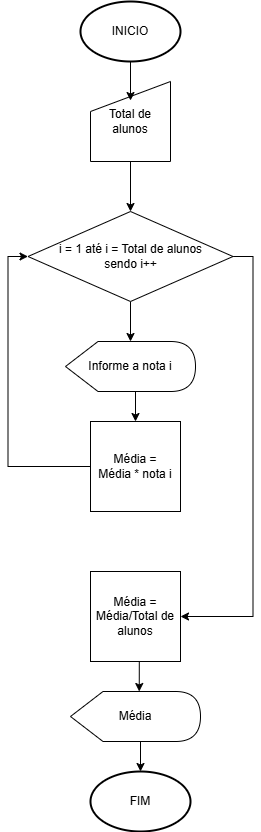 INICIO
Total de
alunos
i = 1 até i = Total de alunos
sendo i++
Informe a nota i
Média =
Média * nota i
Média =
Média/Total de
alunos
Média
FIM